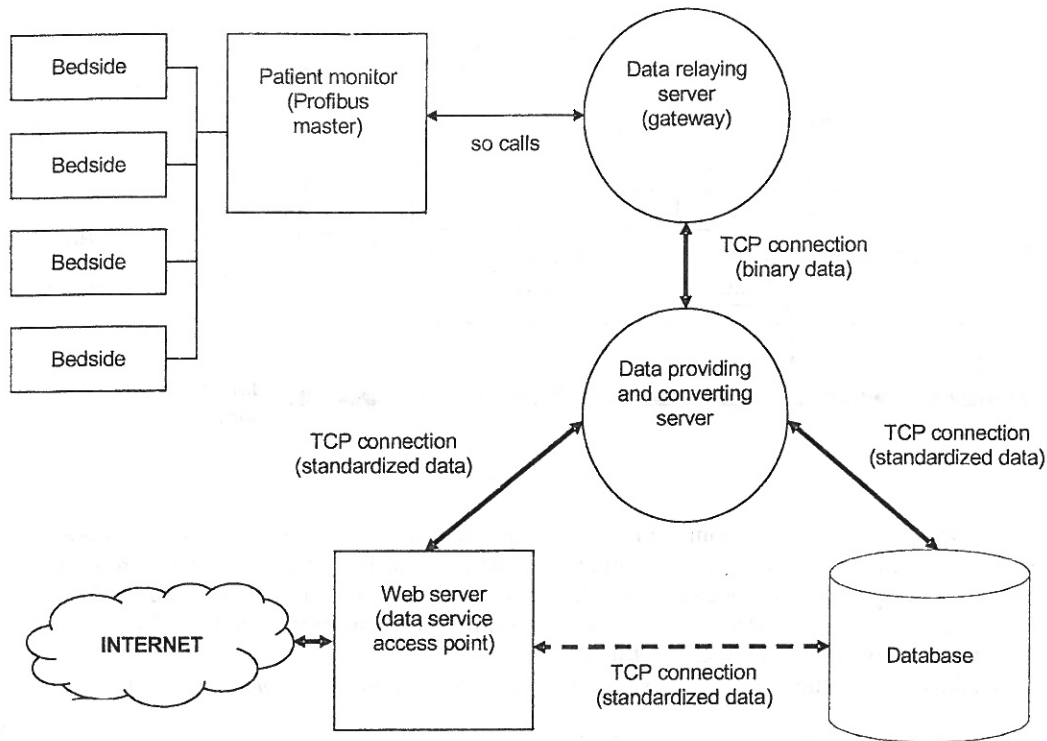 Bedside
Bedside
Bedside
Bedside
Patient monitor
(Profibus
master)
so calls
Data relaying
server
(gateway)
TCP connection
(binary data)
Data providing
and converting
server
TCP connection
(standardized data)
TCP connection
(standardized data)
INTERNET
Web server
(data service
access point)
TCP connection
(standardized data)
Database